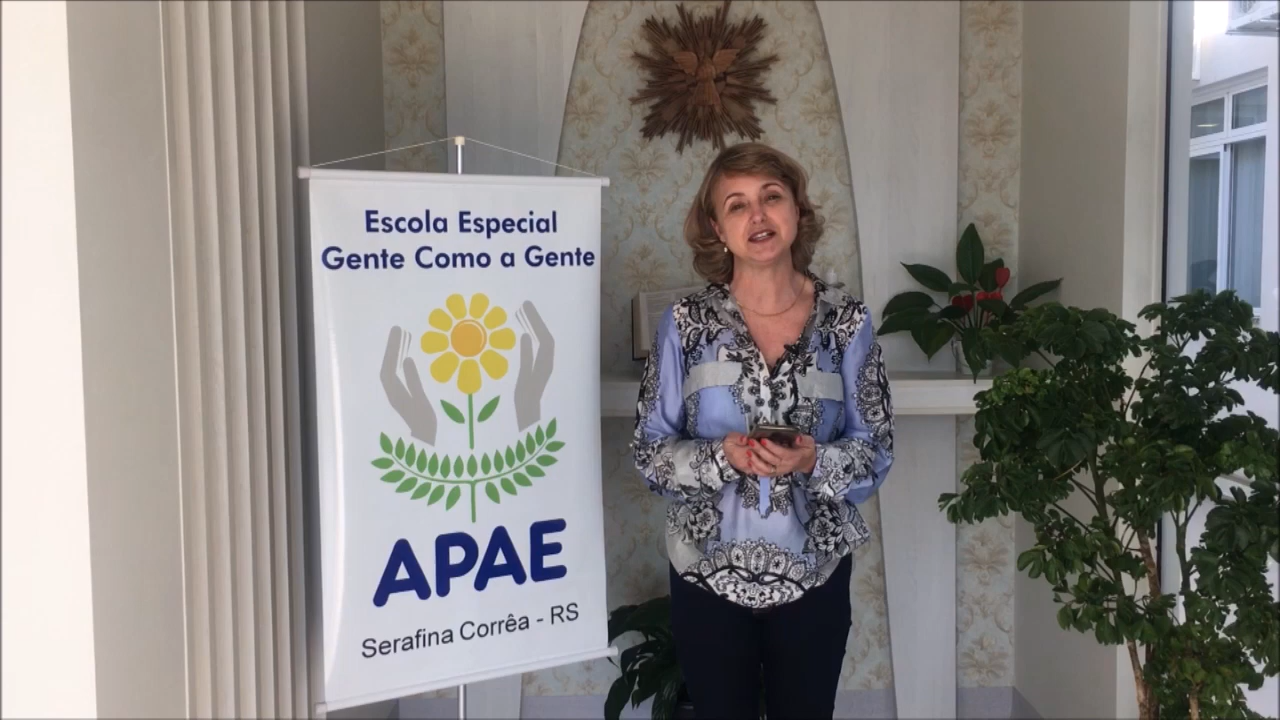 Escola Especial
Gente Como a Gente
APAE
Serafina Corrêa - RS